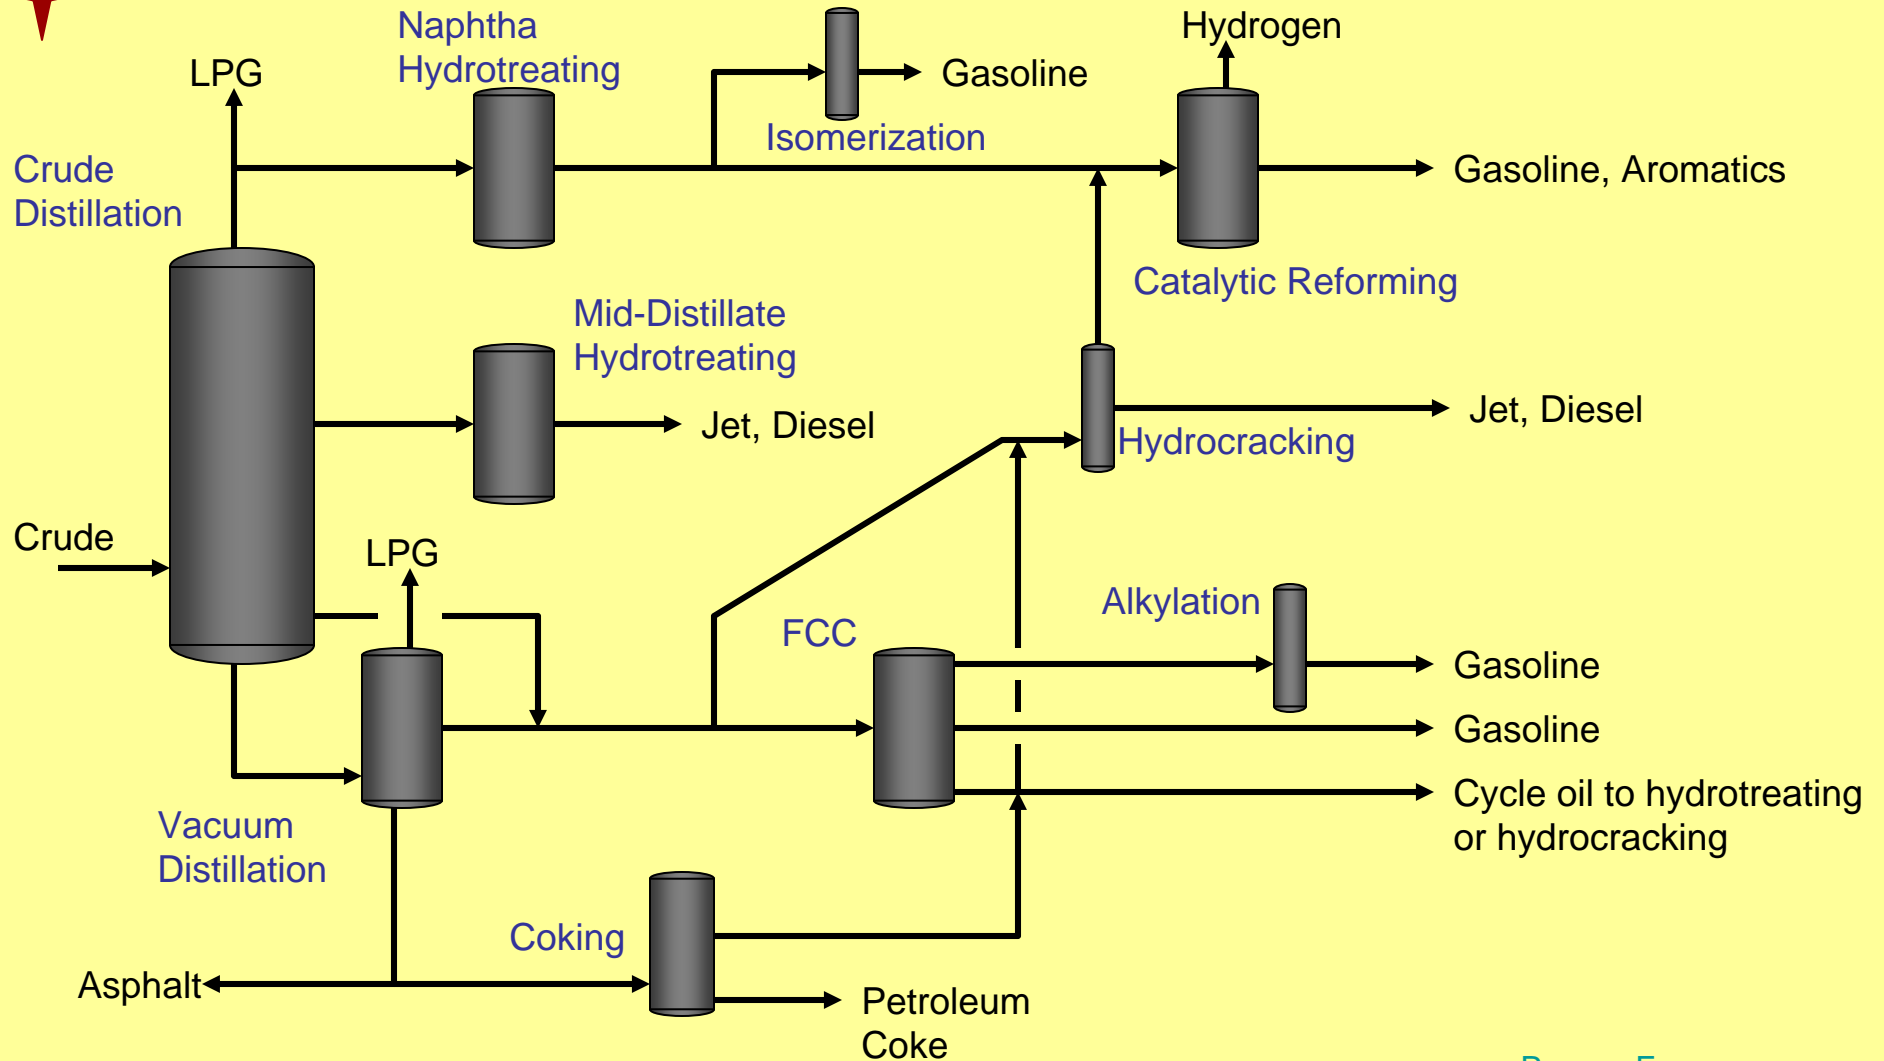 Naphtha
Hydrotreating
Hydrogen
LPG
Gasoline
Isomerization
Crude
Distillation
Gasoline, Aromatics
Catalytic Reforming
Mid-Distillate
Hydrotreating
Jet, Diesel
Jet, Diesel
Hydrocracking
Crude
LPG
Alkylation
FCC
Gasoline
Gasoline
Cycle oil to hydrotreating
or hydrocracking
Vacuum
Distillation
Coking
Asphalt
Petroleum
Coke